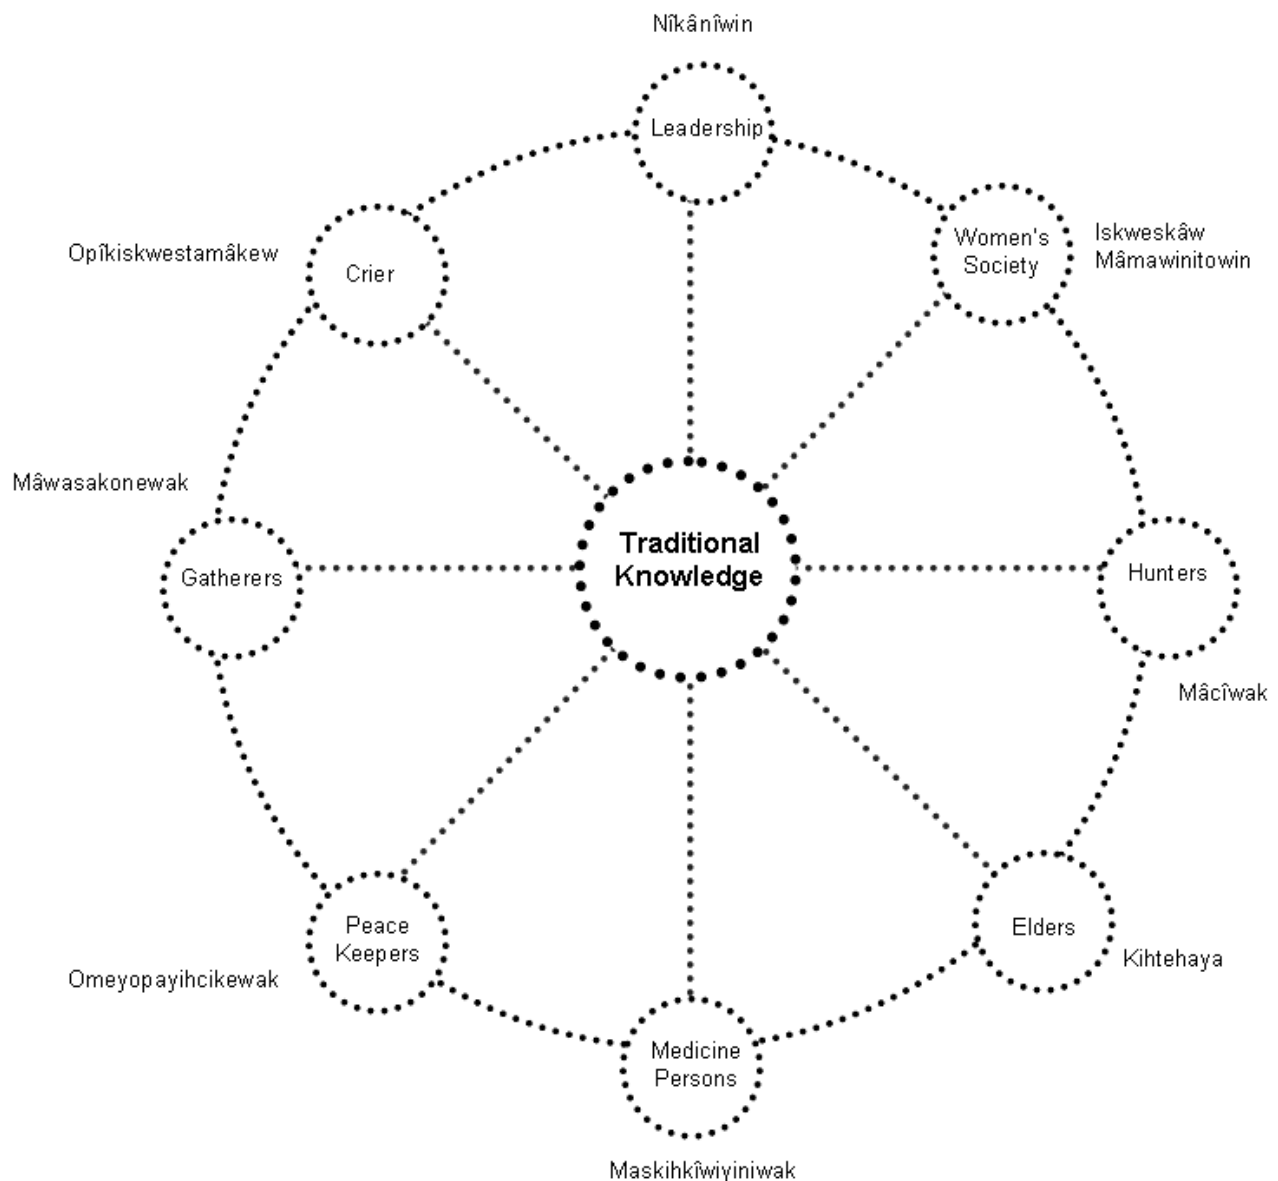 Nîkânîwin
Leadership
Opîkiskwestamâkew
Crier
Women's
Society
Iskweskâw
Mâmawinitowin
Mâwasakonewak
Gatherers
Traditional
Knowledge
Hunters
Mâcîwak
Peace
Keepers
Omeyopayihcikewak
Elders
Kihtehaya
Medicine
Persons
Maskihkîwiyiniwak